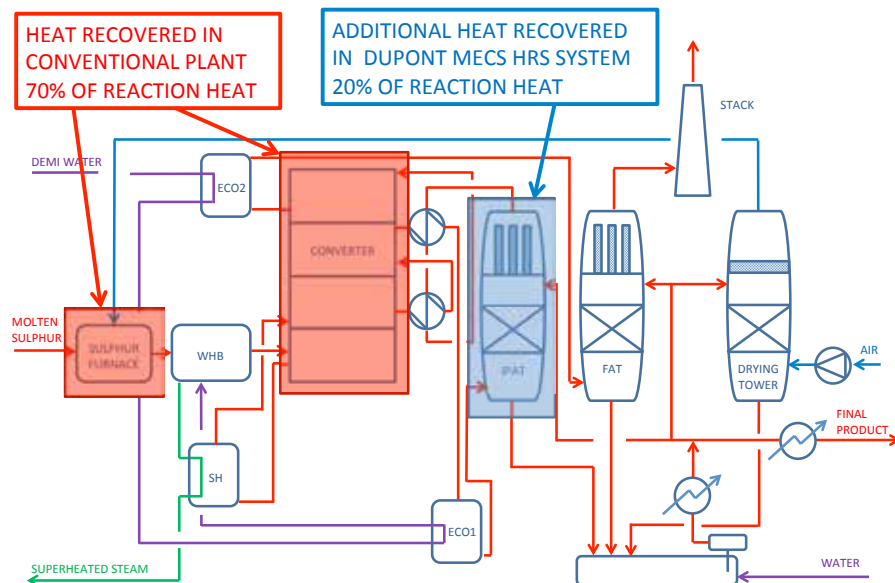 HEAT RECOVERED IN
CONVENTIONAL PLANT
70% OF REACTION HEAT
ADDITIONAL HEAT RECOVERED
IN DUPONT MECS HRS SYSTEM
20% OF REACTION HEAT
STACK
DEMI WATER
ECO2
CONVERTER
MOLTEN
SULPHUR
SULPHUR
FURNACE
WHB
IPAT
FAT
DRYING
TOWER
AIR
FINAL
PRODUCT
SH
ECO1
SUPERHEATED STEAM
WATER